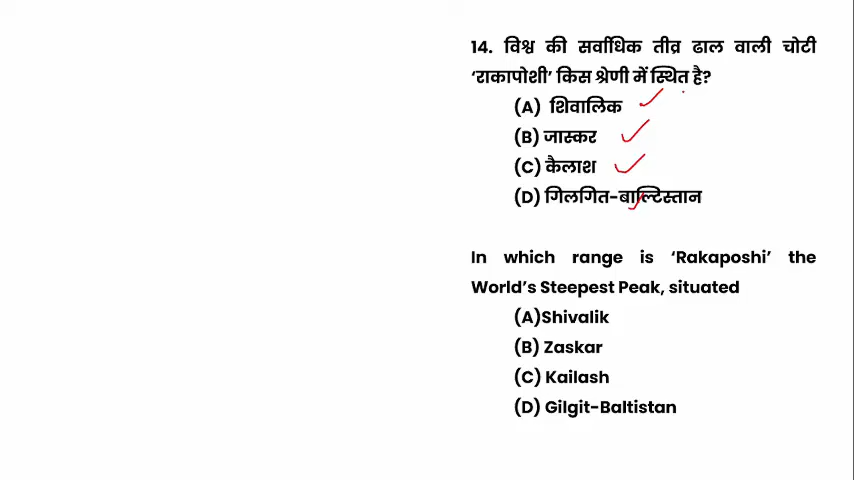 14. विश्व की सर्वाधिक तीव्र ढाल वाली चोटी
‘राकापोशी’ किस श्रेणी में स्थित है?
(A) शिवालिक
(B) जास्कर
(C) कैलाश
(D) गिलगित-बाल्टिस्तान
In which range is ‘Rakaposhi’ the
World’s Steepest Peak, situated
(A)Shivalik
(B) Zaskar
(C) Kailash
(D) Gilgit-Baltistan